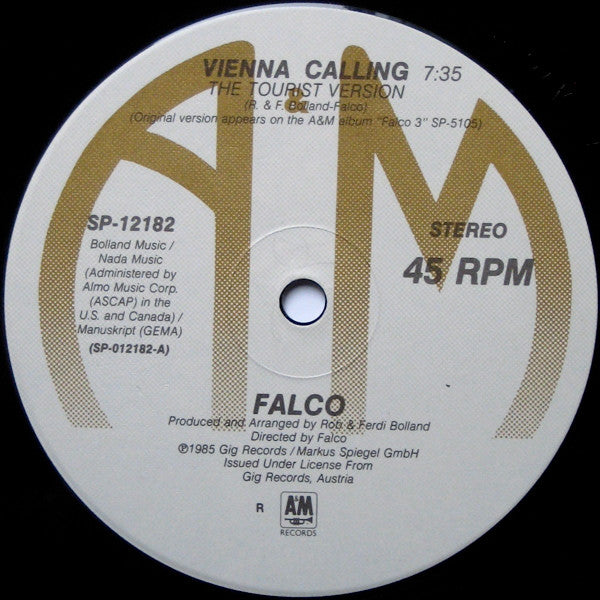 A&M
VIENNA CALLING 7:35
THE TOURIST VERSION
(R. & F. Bolland-Falco)
(Original version appears on the A&M album "Falco 3" SP-5105)
SP-12182
Bolland Music /
Nada Music
(Administered by
Almo Music Corp.
(ASCAP) in the
U.S. and Canada) /
Manuskript (GEMA)
(SP-012182-A)
STEREO
45 RPM
FALCO
Produced and Arranged by Rob & Ferdi Bolland
Directed by Falco
℗1985 Gig Records / Markus Spiegel GmbH
Issued Under License From
Gig Records, Austria
R
A&M
RECORDS